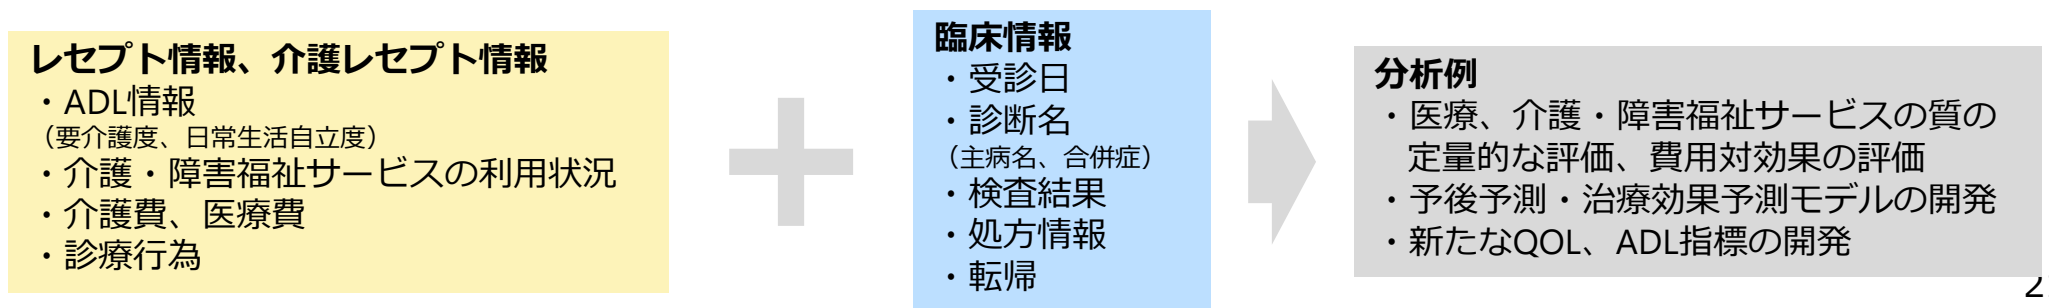 レセプト情報、介護レセプト情報
・ADL情報
（要介護度、日常生活自立度）
・介護・障害福祉サービスの利用状況
・介護費、医療費
・診療行為
臨床情報
・受診日
・診断名
（主病名、合併症）
・検査結果
・処方情報
・転帰
分析例
・医療、介護・障害福祉サービスの質の
定量的な評価、費用対効果の評価
・予後予測・治療効果予測モデルの開発
・新たなQOL、ADL指標の開発
2